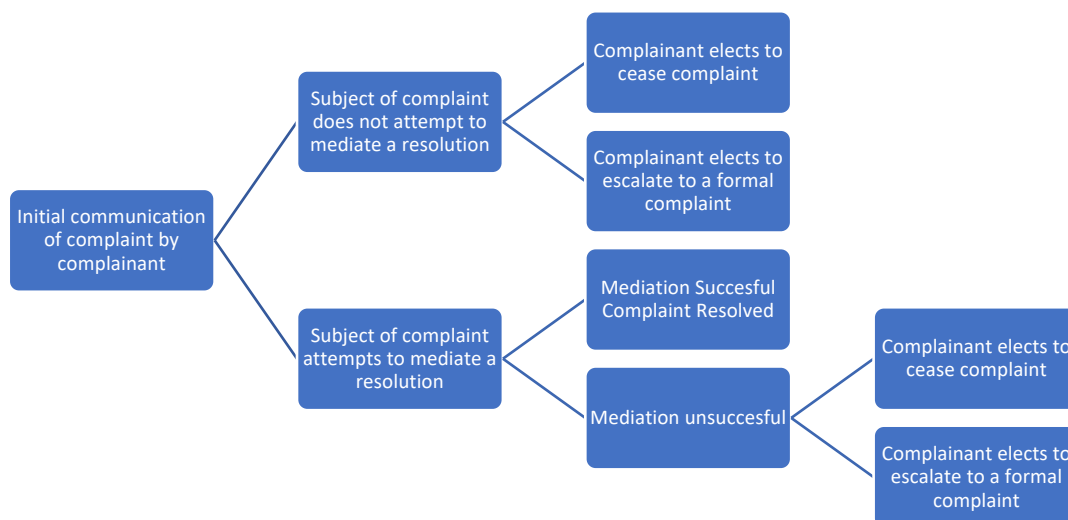 Complainant elects to
cease complaint
Subject of complaint
does not attempt to
mediate a resolution
Complainant elects to
escalate to a formal
complaint
Initial communication
of complaint by
complainant
Mediation Succesful
Complaint Resolved
Subject of complaint
attempts to mediate a
resolution
Mediation unsuccesful
Complainant elects to
cease complaint
Complainant elects to
escalate to a formal
complaint